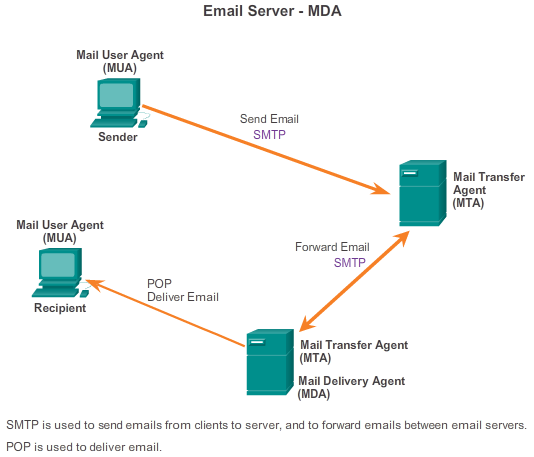 Email Server - MDA
Mail User Agent
(MUA)
Sender
Send Email
SMTP
Mail Transfer
Agent
(MTA)
Mail User Agent
(MUA)
Recipient
Forward Email
SMTP
POP
Deliver Email
Mail Transfer Agent
(MTA)
Mail Delivery Agent
(MDA)
SMTP is used to send emails from clients to server, and to forward emails between email servers.
POP is used to deliver email.